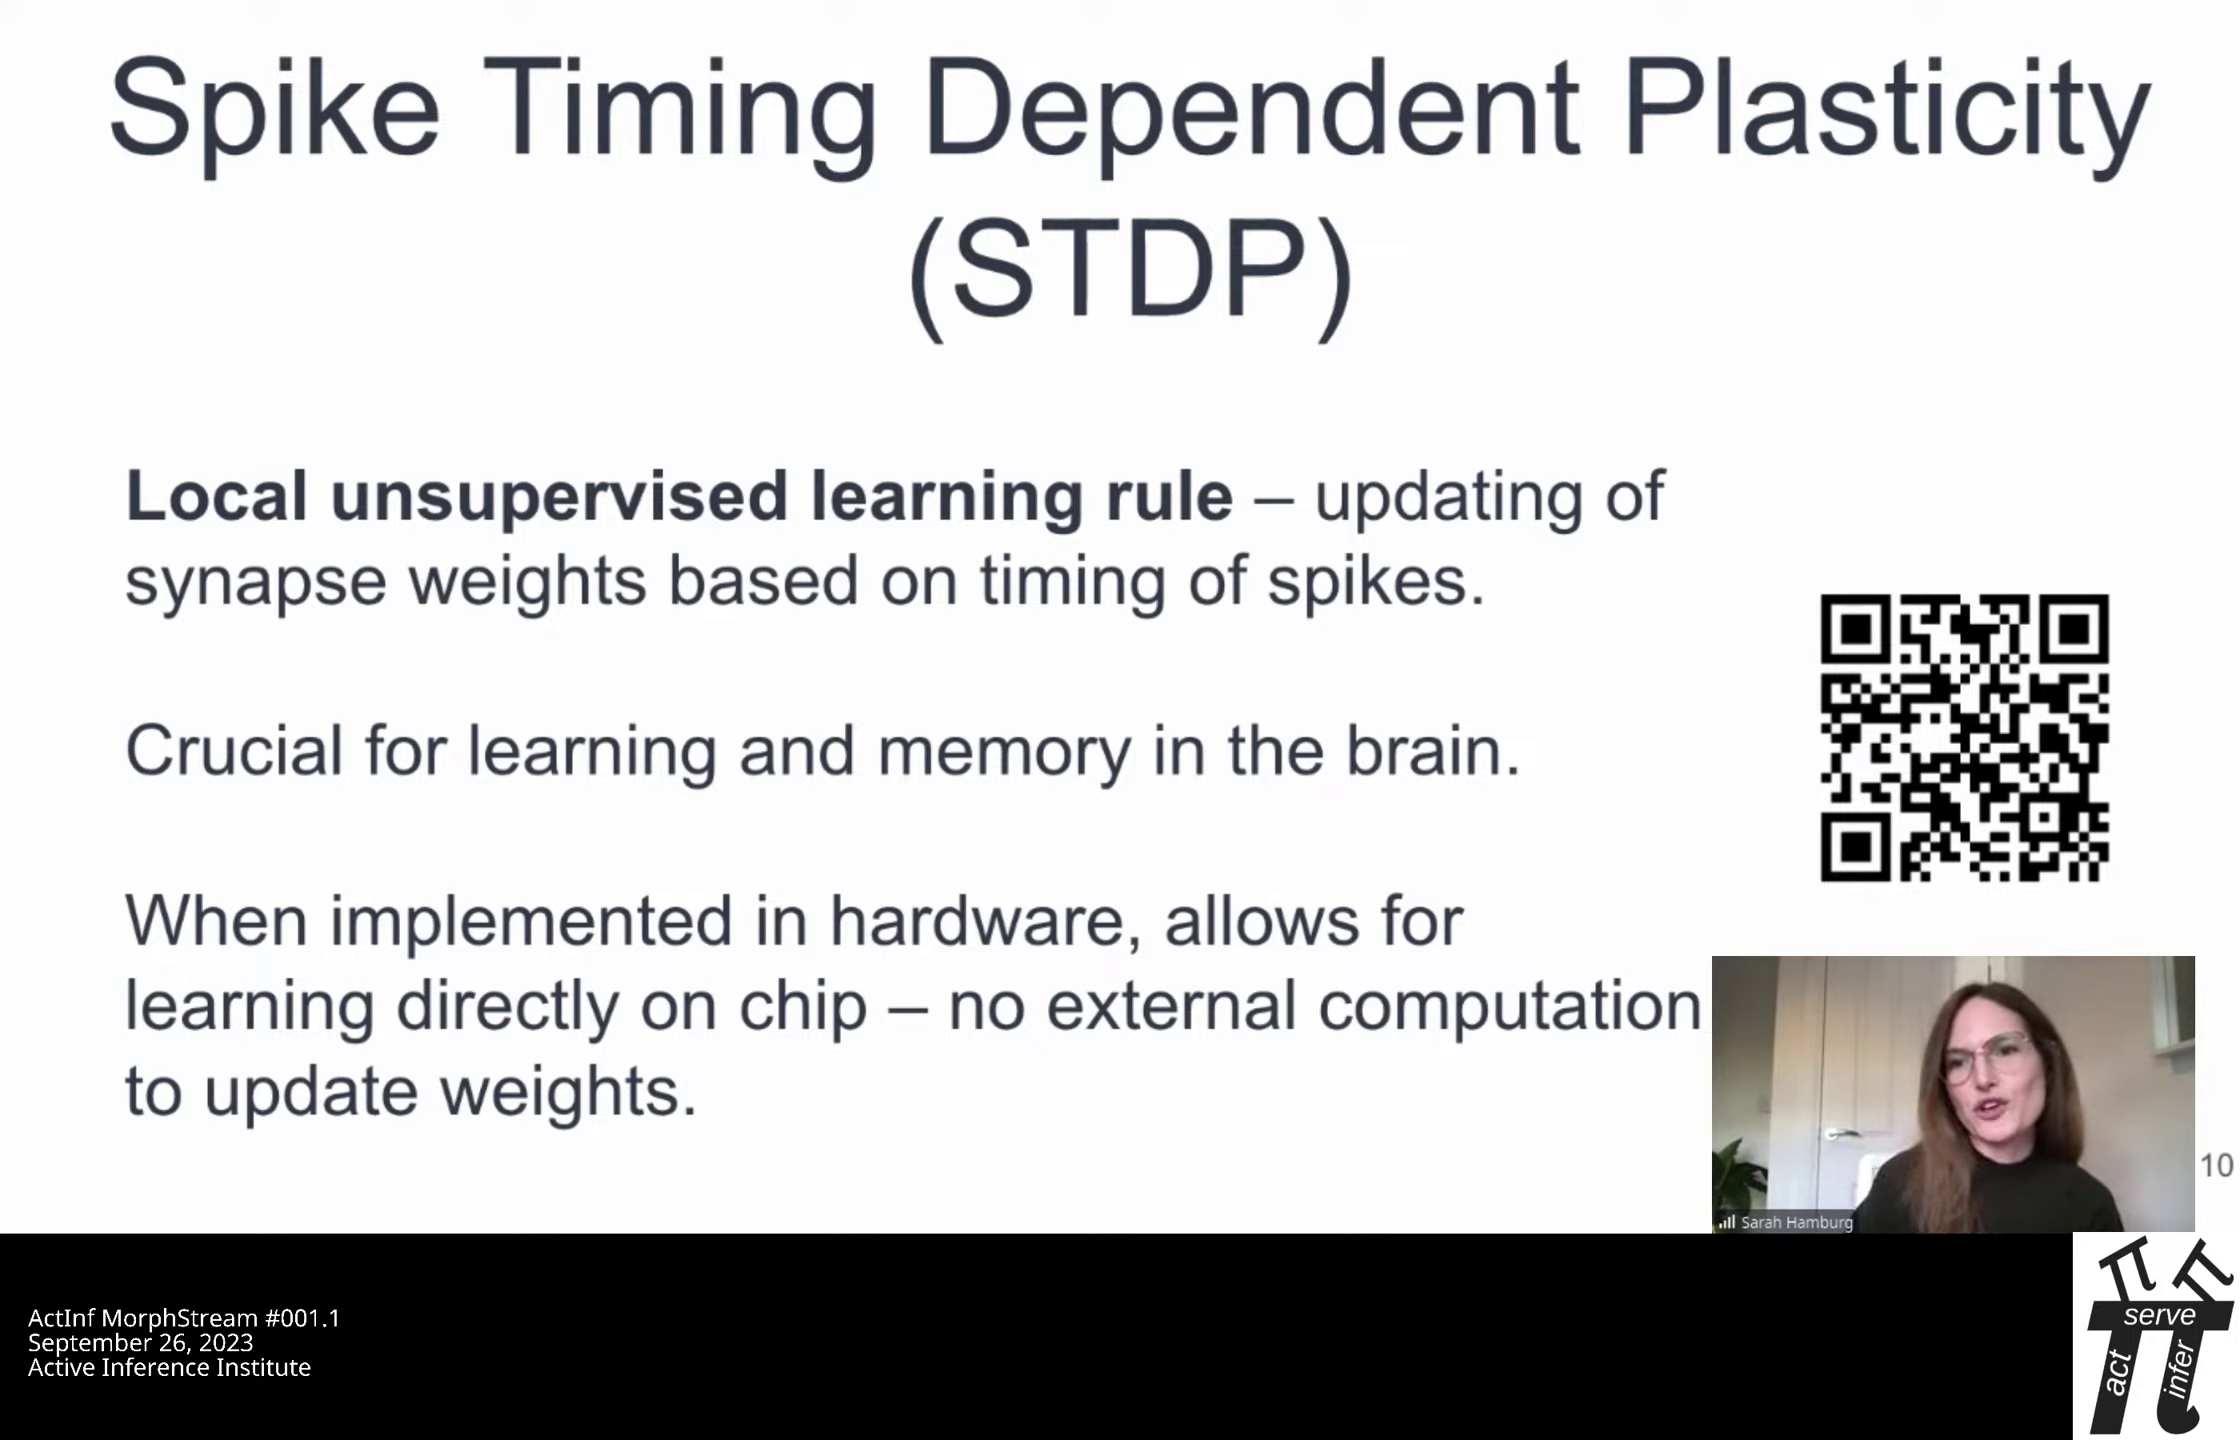 Spike Timing Dependent Plasticity
(STDP)
Local unsupervised learning rule – updating of
synapse weights based on timing of spikes.
Crucial for learning and memory in the brain.
When implemented in hardware, allows for
learning directly on chip – no external computation
to update weights.
Sarah Hamburg
10
ActInf MorphStream #001.1
September 26, 2023
Active Inference Institute
serve
act
infer